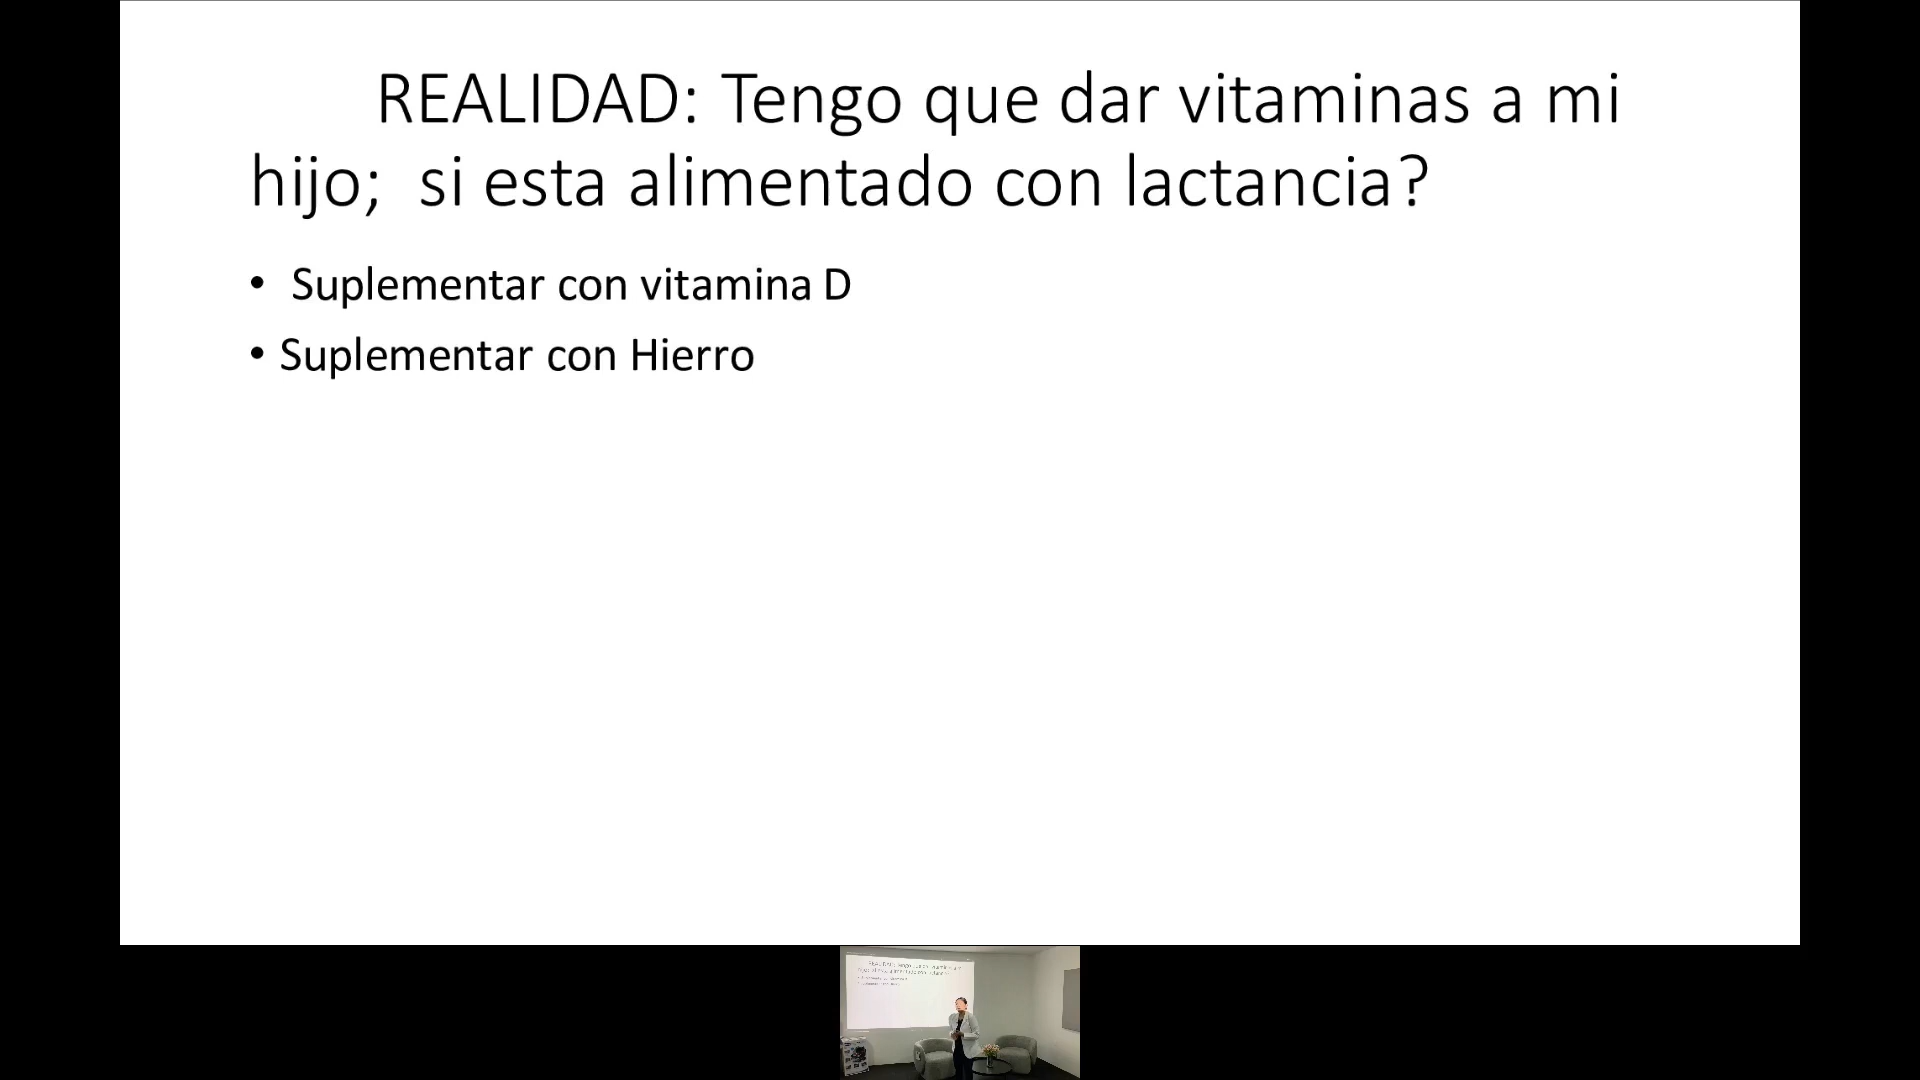 REALIDAD: Tengo que dar vitaminas a mi
hijo; si esta alimentado con lactancia?
• Suplementar con vitamina D
• Suplementar con Hierro